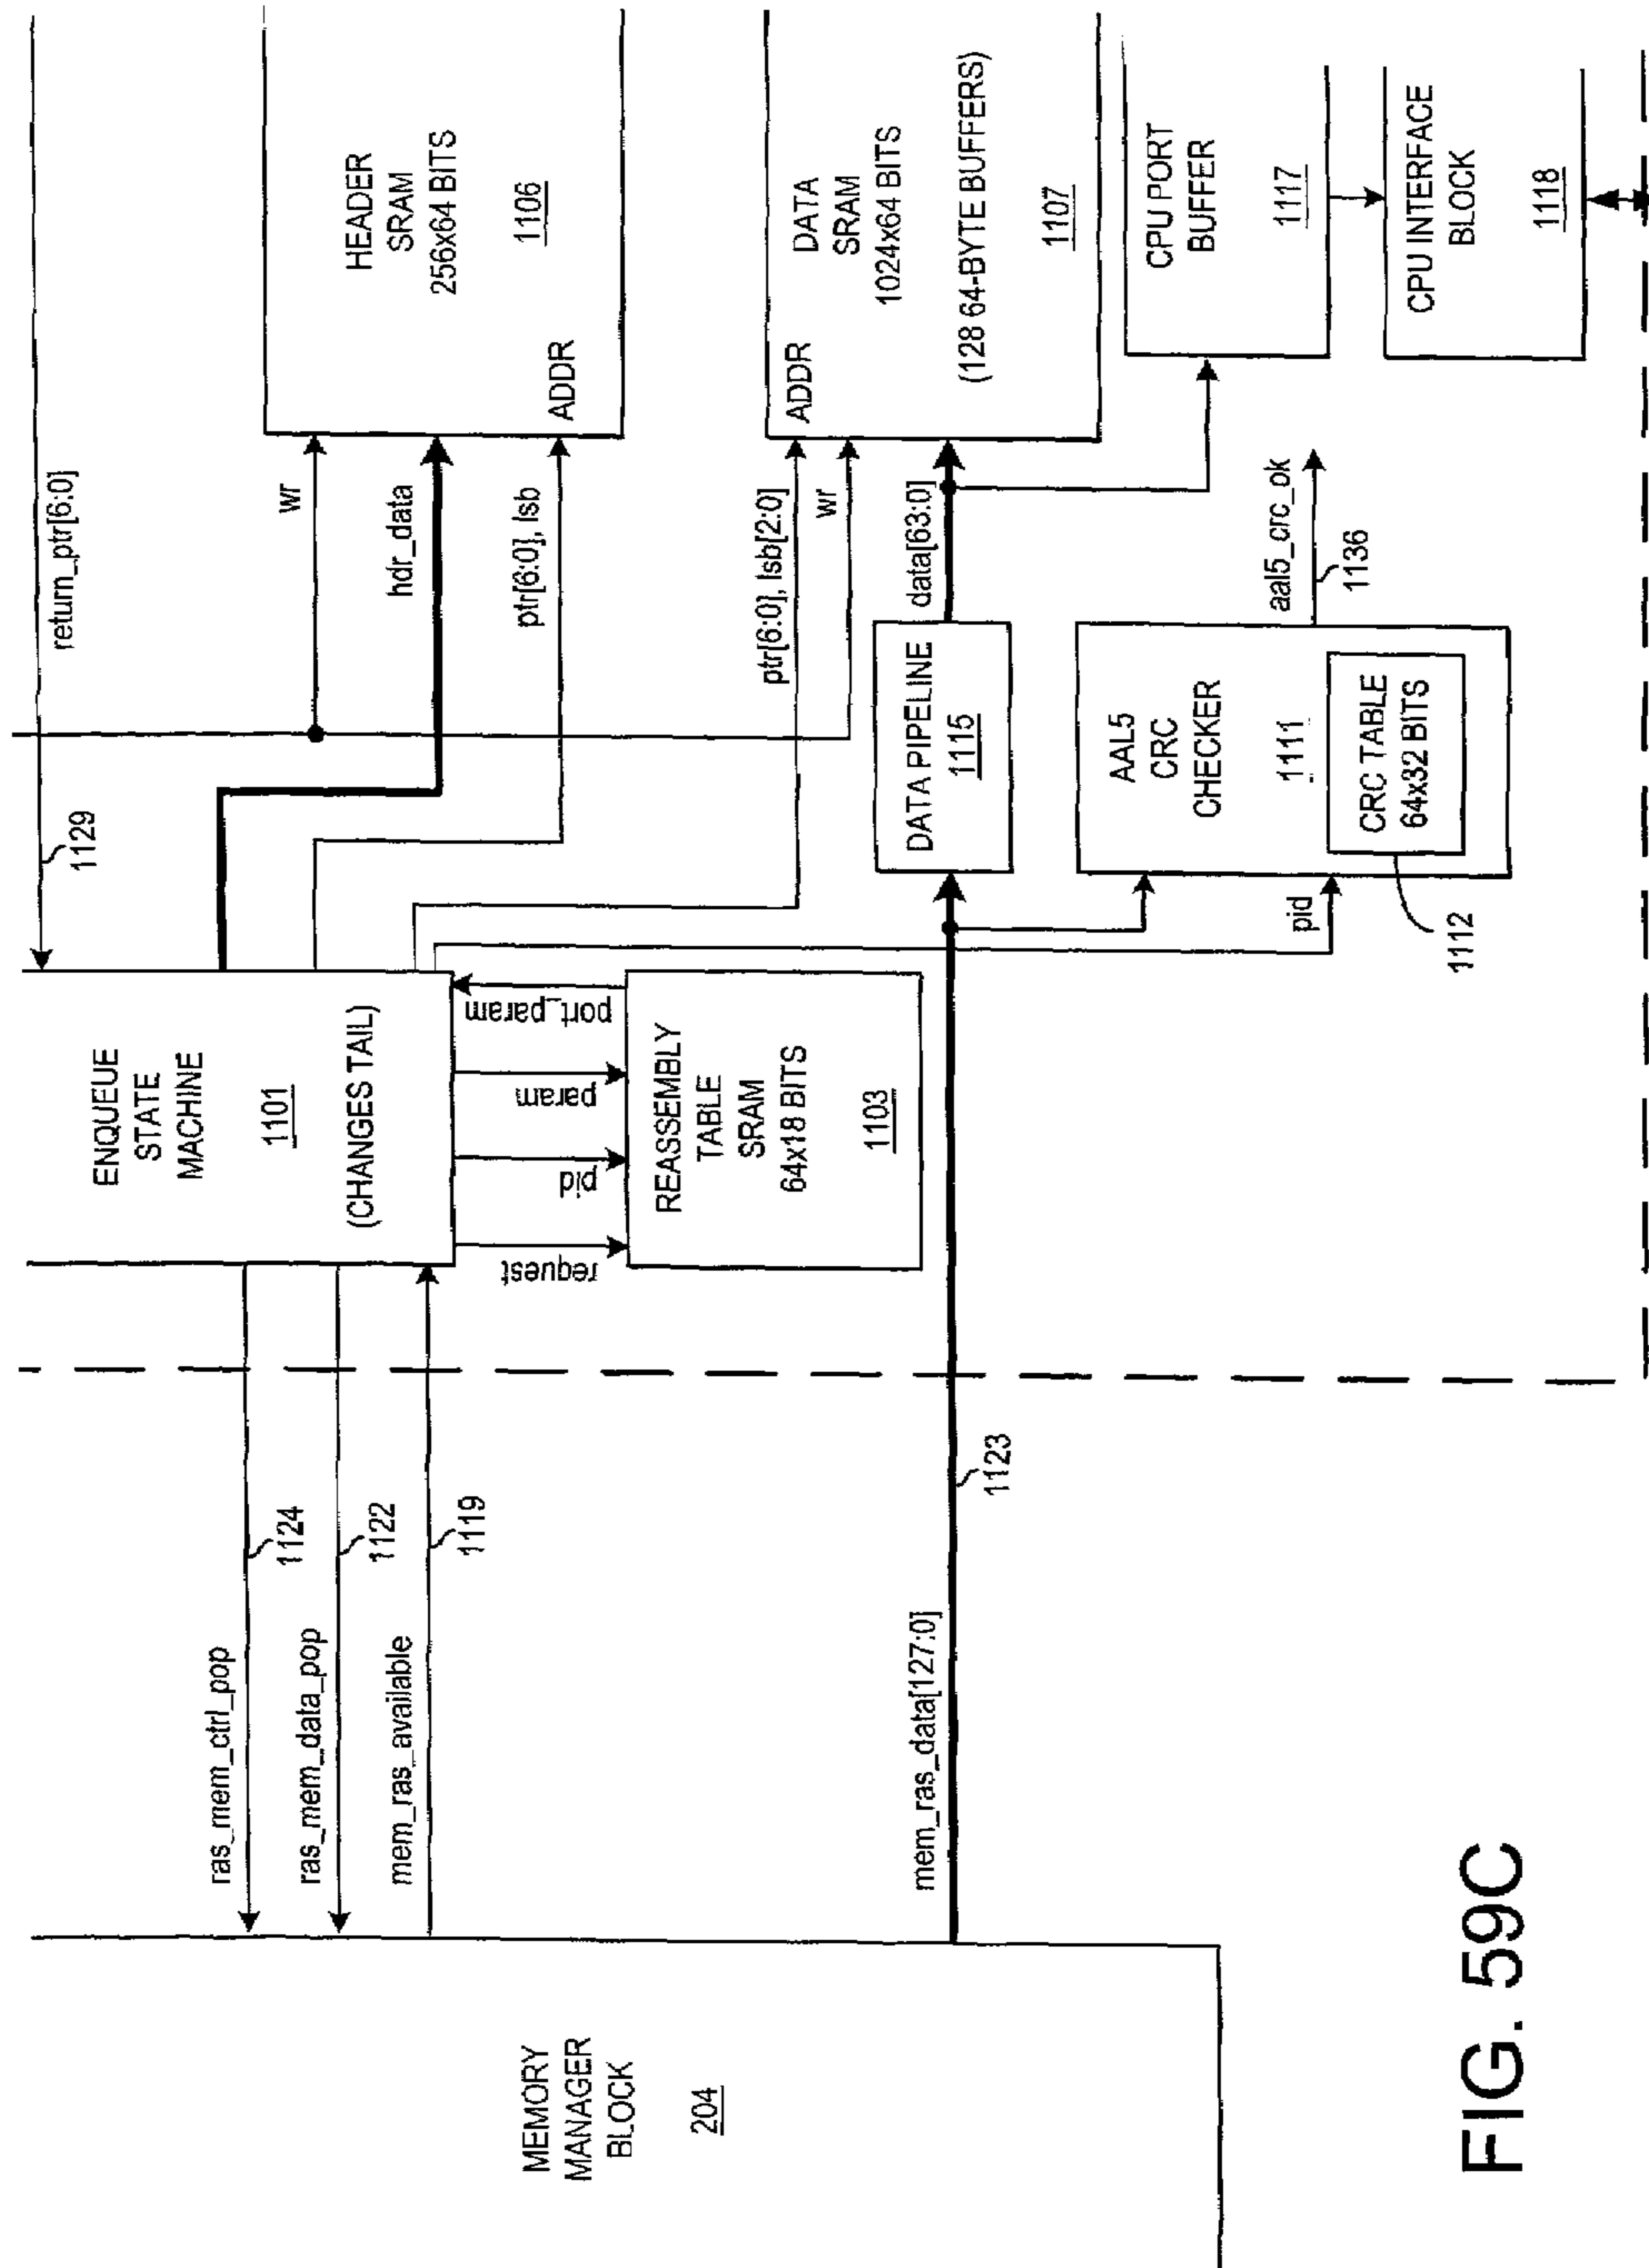 MEMORY
MANAGER
BLOCK
204
ras_mem_ctrl_pop
1124
ras_mem_data_pop
1122
mem_ras_available
1119
mem_ras_data[127:0]
1123
ENQUEUE
STATE
MACHINE
1101
(CHANGES TAIL)
request
pid
param
port_param
REASSEMBLY
TABLE
SRAM
64x18 BITS
1103
1129
return_ptr[6:0]
wr
hdr_data
ptr[6:0], lsb
HEADER
SRAM
256x64 BITS
1106
ADDR
ptr[6:0], lsb[2:0]
wr
ADDR
DATA
SRAM
1024x64 BITS
(128 64-BYTE BUFFERS)
1107
DATA PIPELINE
1115
data[63:0]
pid
AAL5
CRC
CHECKER
1111
CRC TABLE
64x32 BITS
1112
aal5_crc_ok
1136
CPU PORT
BUFFER
1117
CPU INTERFACE
BLOCK
1118
FIG. 59C